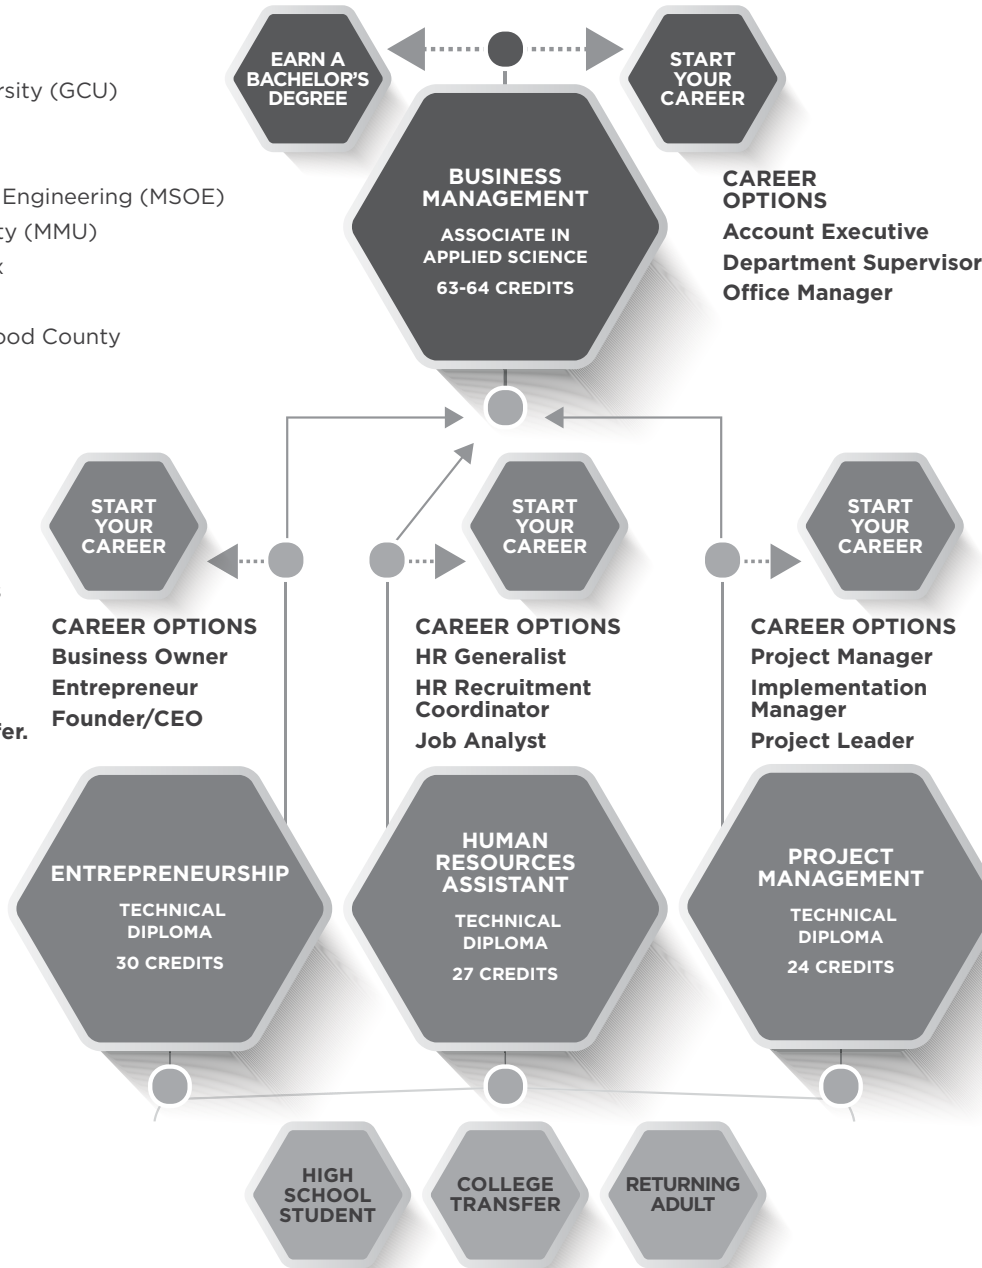 EARN A
BACHELOR'S
DEGREE
START
YOUR
CAREER
(GCU)
Engineering (MSOE)
(MMU)
County
BUSINESS
MANAGEMENT
ASSOCIATE IN
APPLIED SCIENCE
63-64 CREDITS
CAREER
OPTIONS
Account Executive
Department Supervisor
Office Manager
START
YOUR
CAREER
CAREER OPTIONS
Business Owner
Entrepreneur
Founder/CEO
START
YOUR
CAREER
CAREER OPTIONS
HR Generalist
HR Recruitment
Coordinator
Job Analyst
START
YOUR
CAREER
CAREER OPTIONS
Project Manager
Implementation
Manager
Project Leader
ENTREPRENEURSHIP
TECHNICAL
DIPLOMA
30 CREDITS
HUMAN
RESOURCES
ASSISTANT
TECHNICAL
DIPLOMA
27 CREDITS
PROJECT
MANAGEMENT
TECHNICAL
DIPLOMA
24 CREDITS
HIGH
SCHOOL
STUDENT
COLLEGE
TRANSFER
RETURNING
ADULT